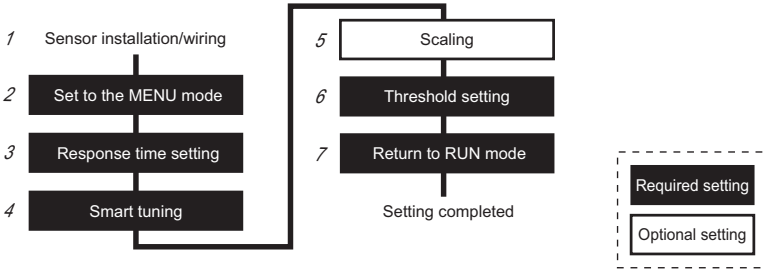 1 Sensor installation/wiring
2 Set to the MENU mode
3 Response time setting
4 Smart tuning
5 Scaling
6 Threshold setting
7 Return to RUN mode
Setting completed
Required setting
Optional setting